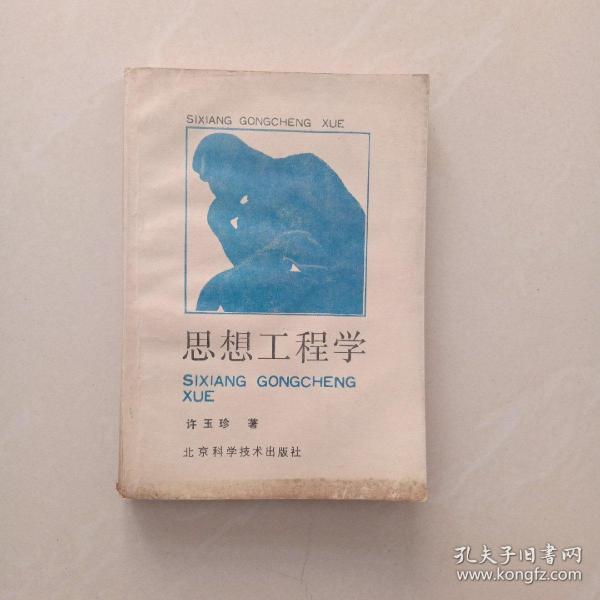 SIXIANG GONGCHENG XUE
思想工程学
SIXIANG GONGCHENG
XUE
许玉珍 著
北京科学技术出版社
孔夫子旧书网
www.kongfz.com